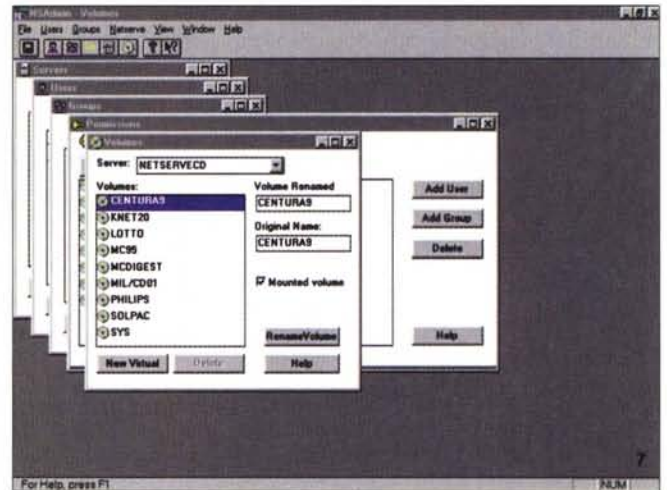 NSAdmin - Volumes
File Users Groups Netserve View Window Help
Servers
Users
Groups
Permissions
Volumes
Server: NETSERVECD
Volumes:
CENTURA9
KNET20
LOTTO
MC95
MCDIGEST
MIL/CD01
PHILIPS
SOLPAC
SYS
Volume Renamed
CENTURA9
Original Name:
CENTURA9
Mounted volume
RenameVolume
New Virtual
Delete
Help
Add User
Add Group
Delete
Help
7
For Help, press F1
NUM